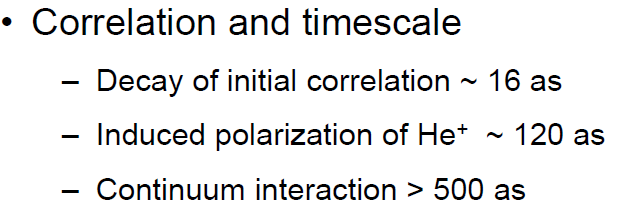 • Correlation and timescale
– Decay of initial correlation ~ 16 as
– Induced polarization of He⁺ ~ 120 as
– Continuum interaction > 500 as